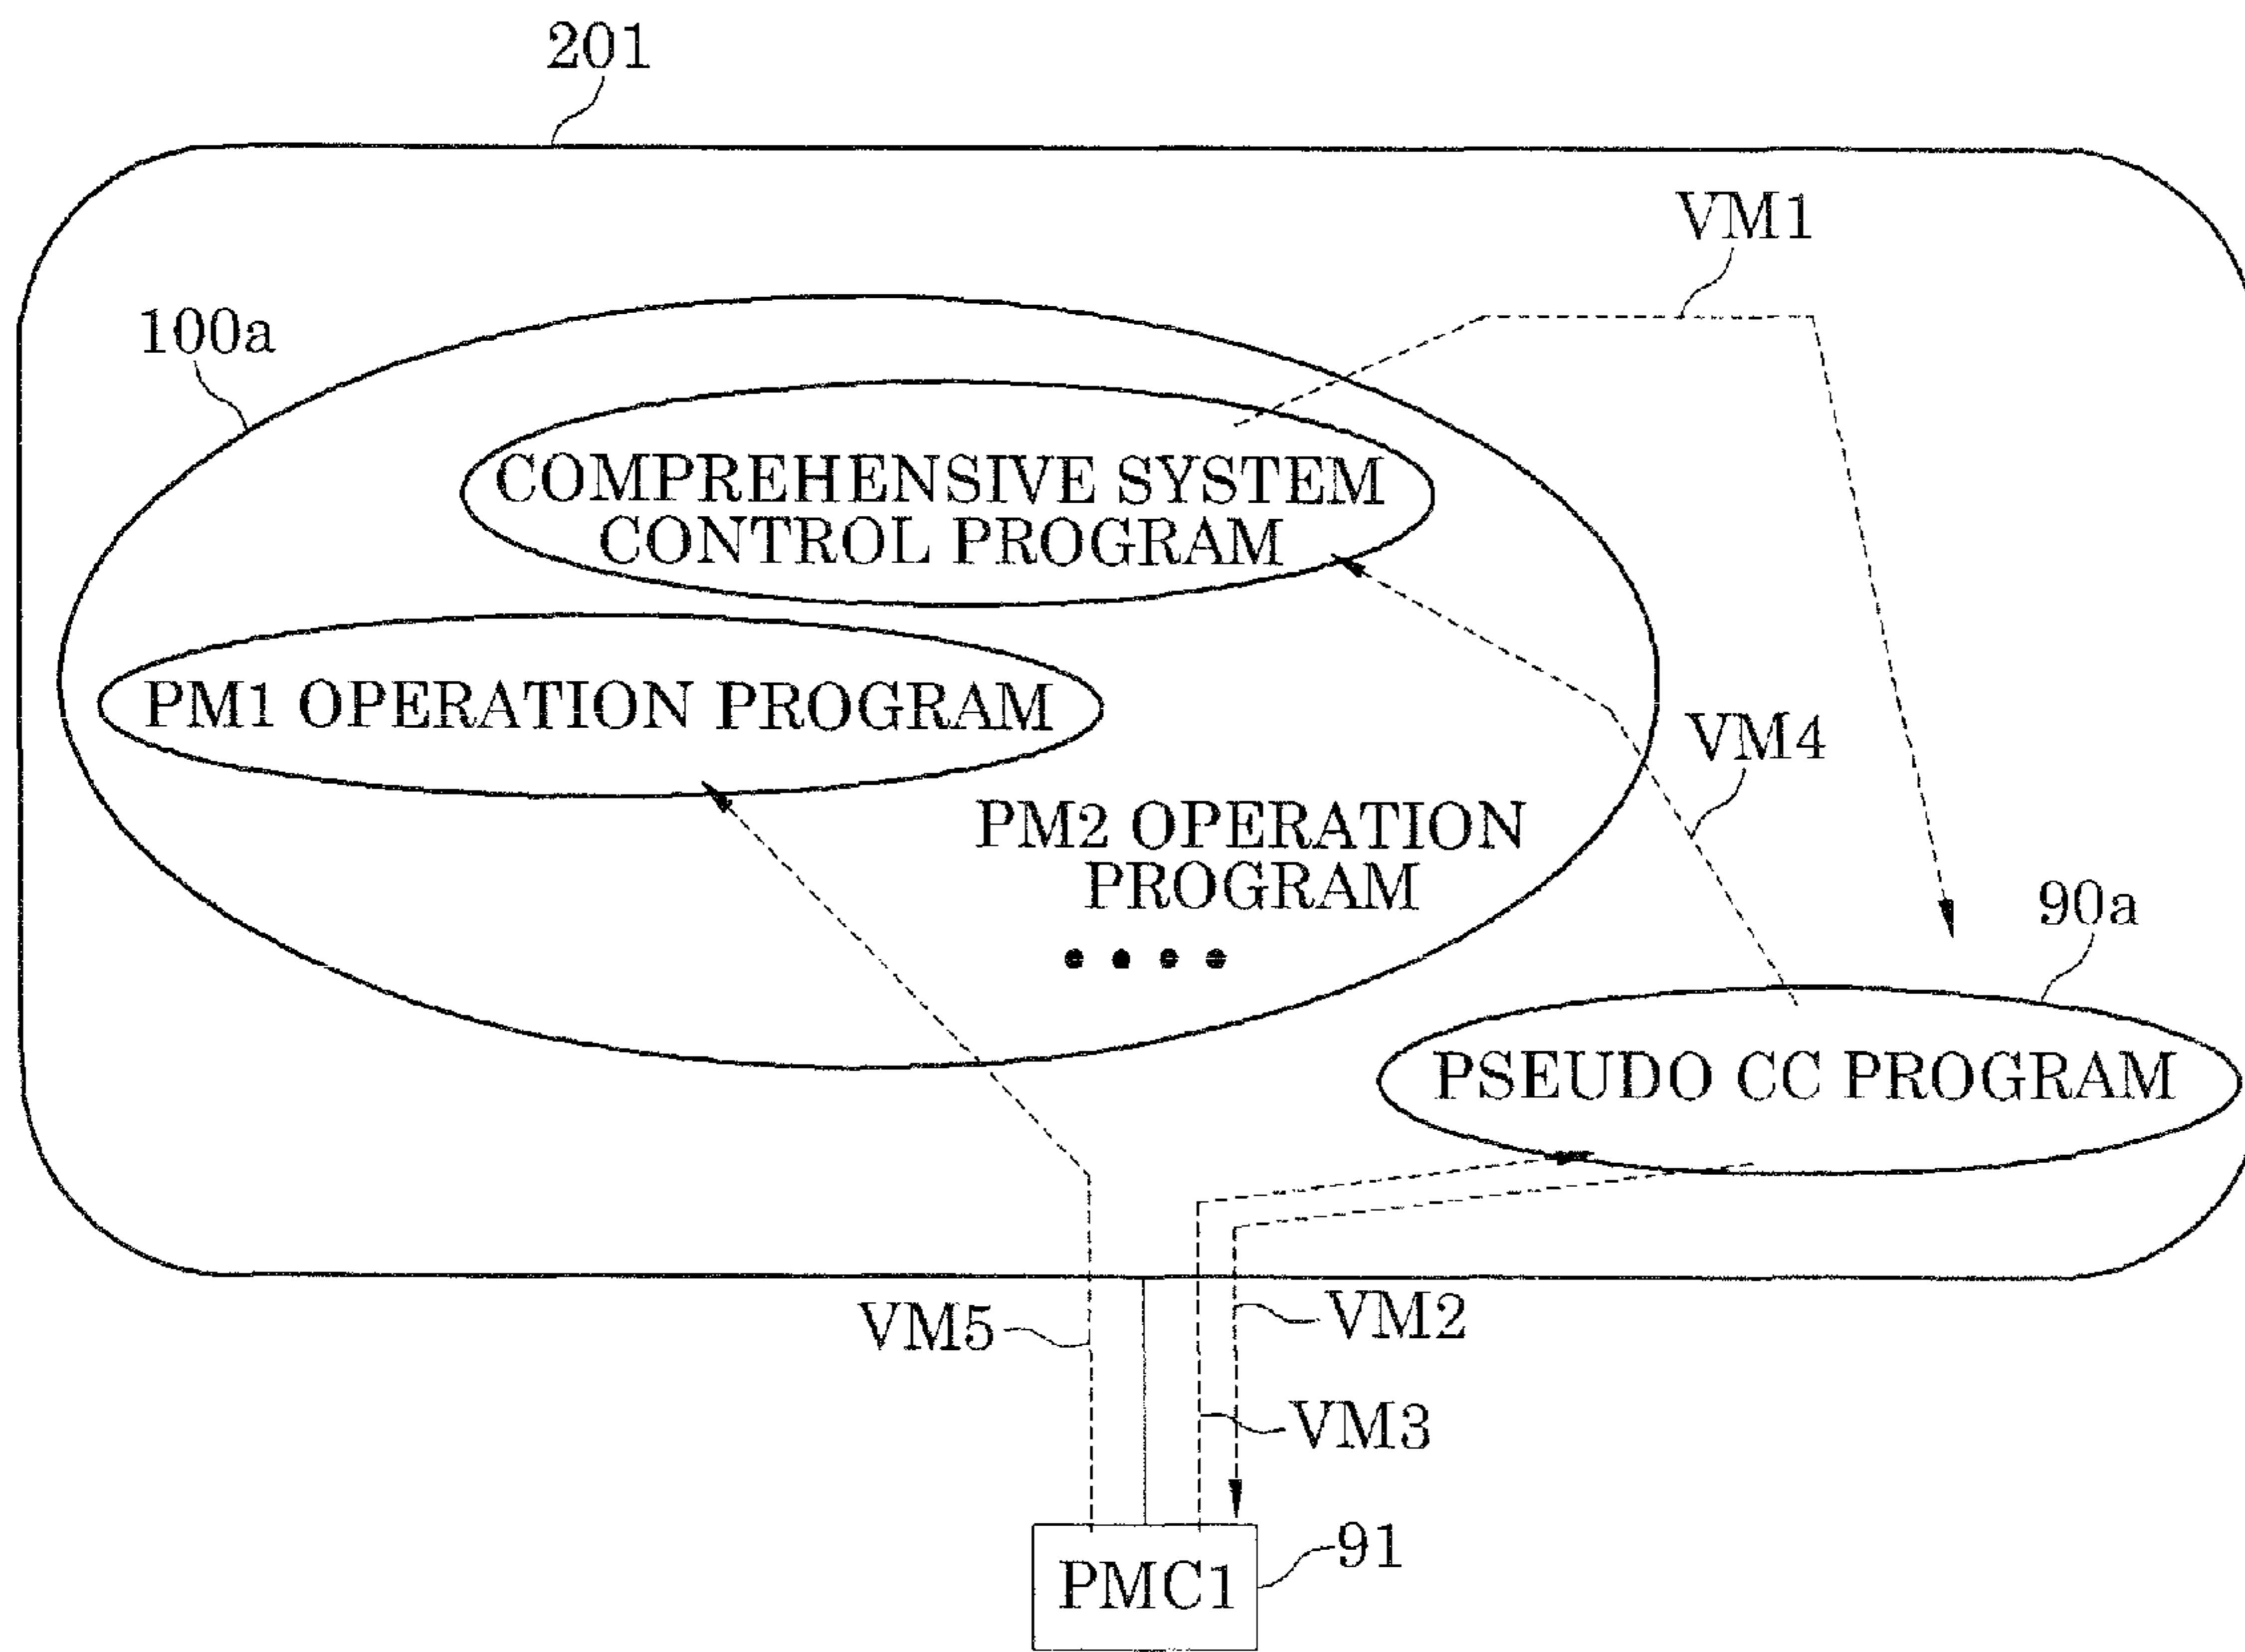 201
VM1
100a
COMPREHENSIVE SYSTEM
CONTROL PROGRAM
PM1 OPERATION PROGRAM
VM4
PM2 OPERATION
PROGRAM
90a
PSEUDO CC PROGRAM
VM5
VM2
VM3
PMC1
91